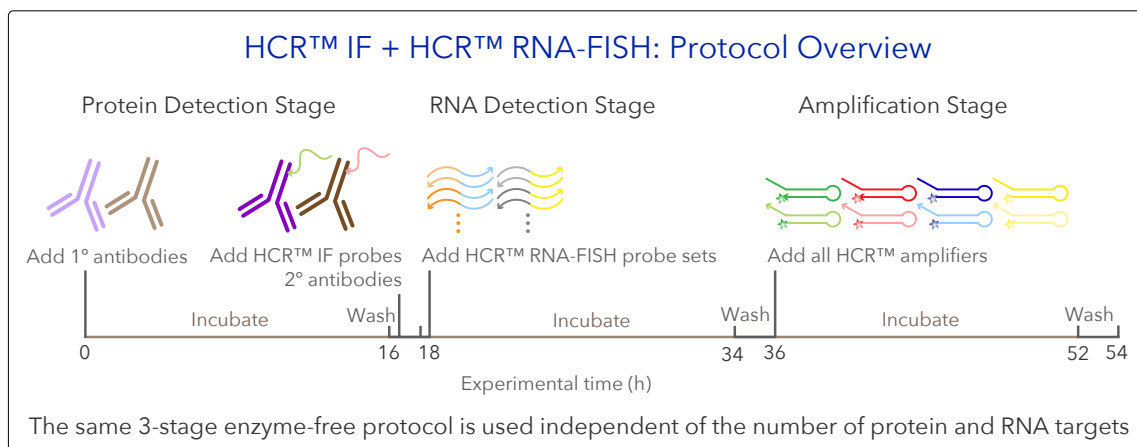 HCR™ IF + HCR™ RNA-FISH: Protocol Overview
Protein Detection Stage
RNA Detection Stage
Amplification Stage
Add 1º antibodies
Add HCR™ IF probes
2º antibodies
Add HCR™ RNA-FISH probe sets
Add all HCR™ amplifiers
Incubate
Wash
Incubate
Wash
Incubate
Wash
0
16
18
34
36
52
54
Experimental time (h)
The same 3-stage enzyme-free protocol is used independent of the number of protein and RNA targets